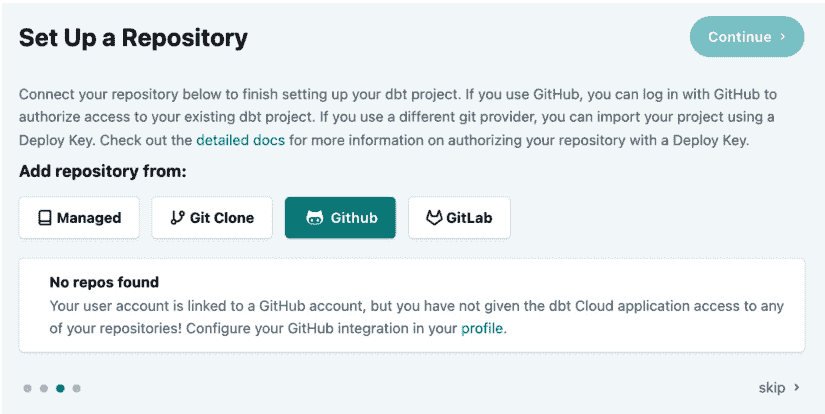 Set Up a Repository
Continue ›
Connect your repository below to finish setting up your dbt project. If you use GitHub, you can log in with GitHub to
authorize access to your existing dbt project. If you use a different git provider, you can import your project using a
Deploy Key. Check out the detailed docs for more information on authorizing your repository with a Deploy Key.
Add repository from:
Managed Git Clone Github GitLab
No repos found
Your user account is linked to a GitHub account, but you have not given the dbt Cloud application access to any
of your repositories! Configure your GitHub integration in your profile.
skip ›